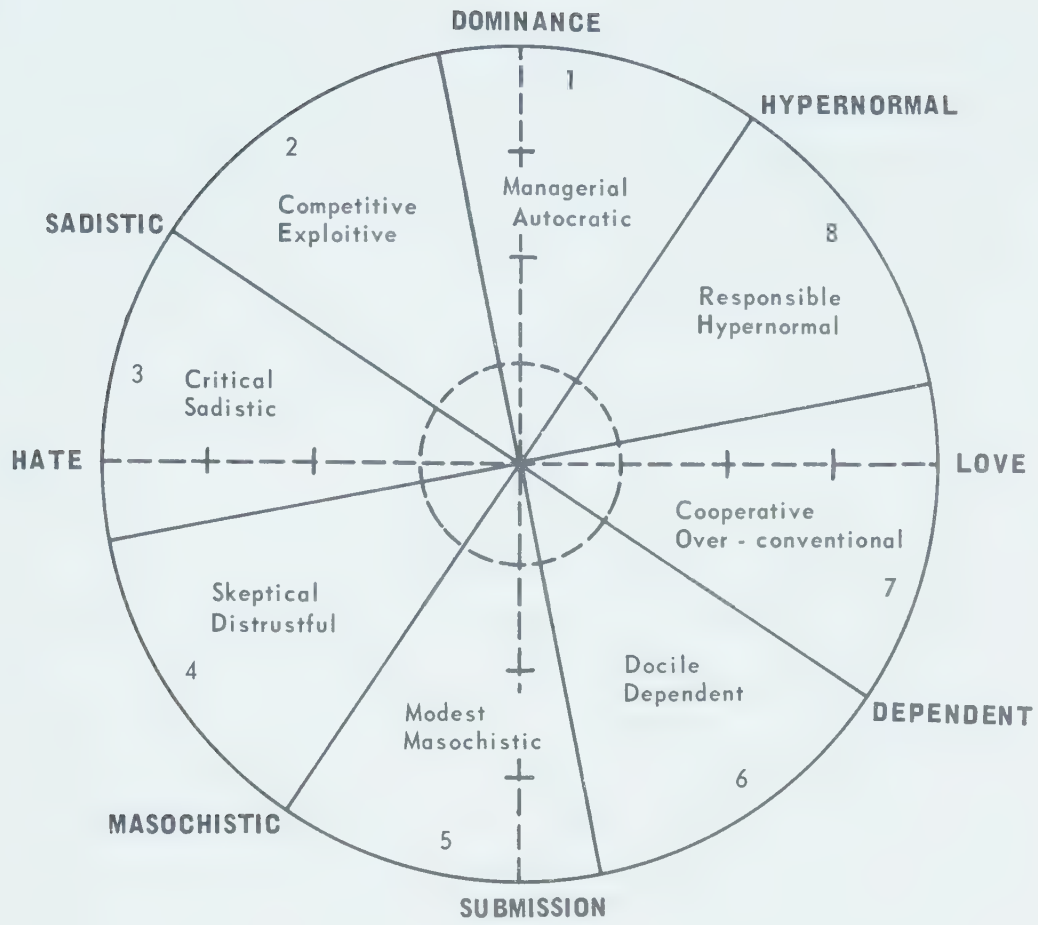 DOMINANCE
1
HYPERNORMAL
2
Managerial
Autocratic
Competitive
Exploitive
SADISTIC
8
Responsible
Hypernormal
3
Critical
Sadistic
HATE
LOVE
Cooperative
Over - conventional
7
Skeptical
Distrustful
4
Docile
Dependent
DEPENDENT
Modest
Masochistic
6
MASOCHISTIC
5
SUBMISSION